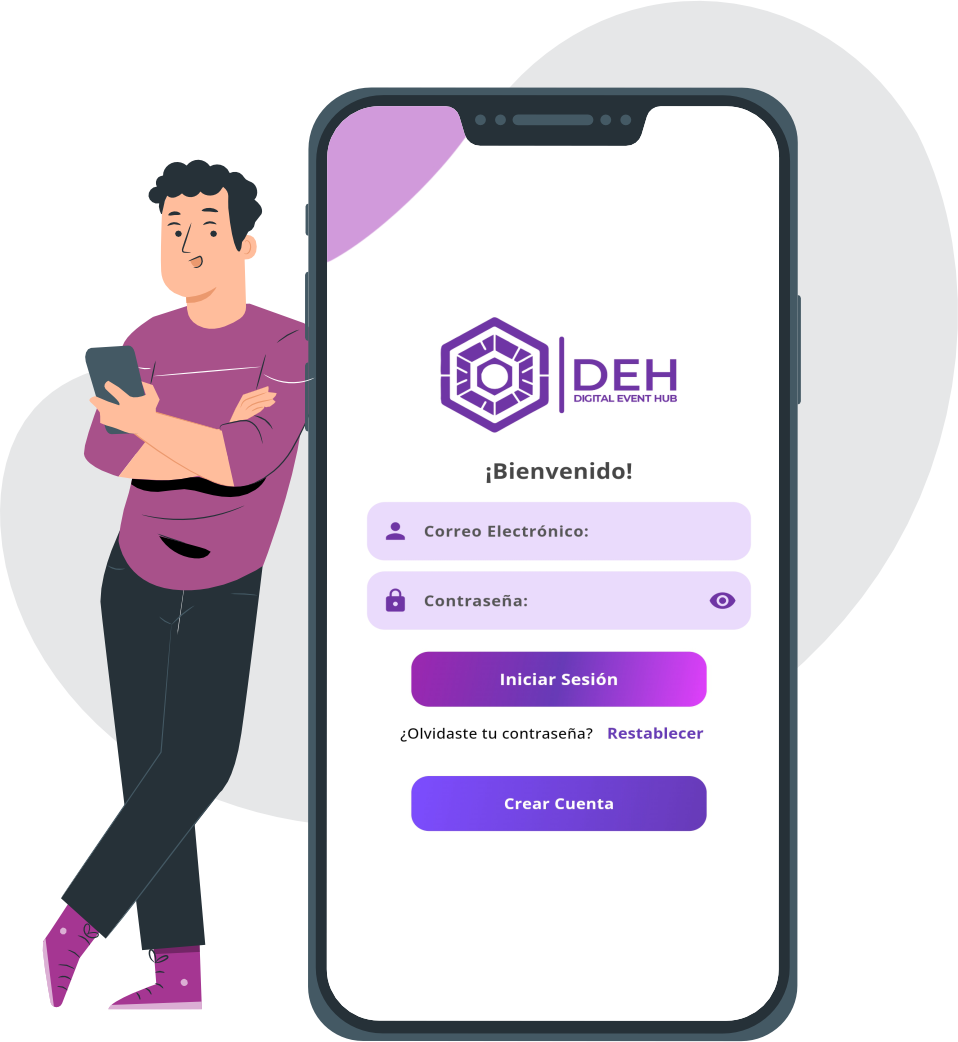 DEH
DIGITAL EVENT HUB
¡Bienvenido!
Correo Electrónico:
Contraseña:
Iniciar Sesión
¿Olvidaste tu contraseña? Restablecer
Crear Cuenta